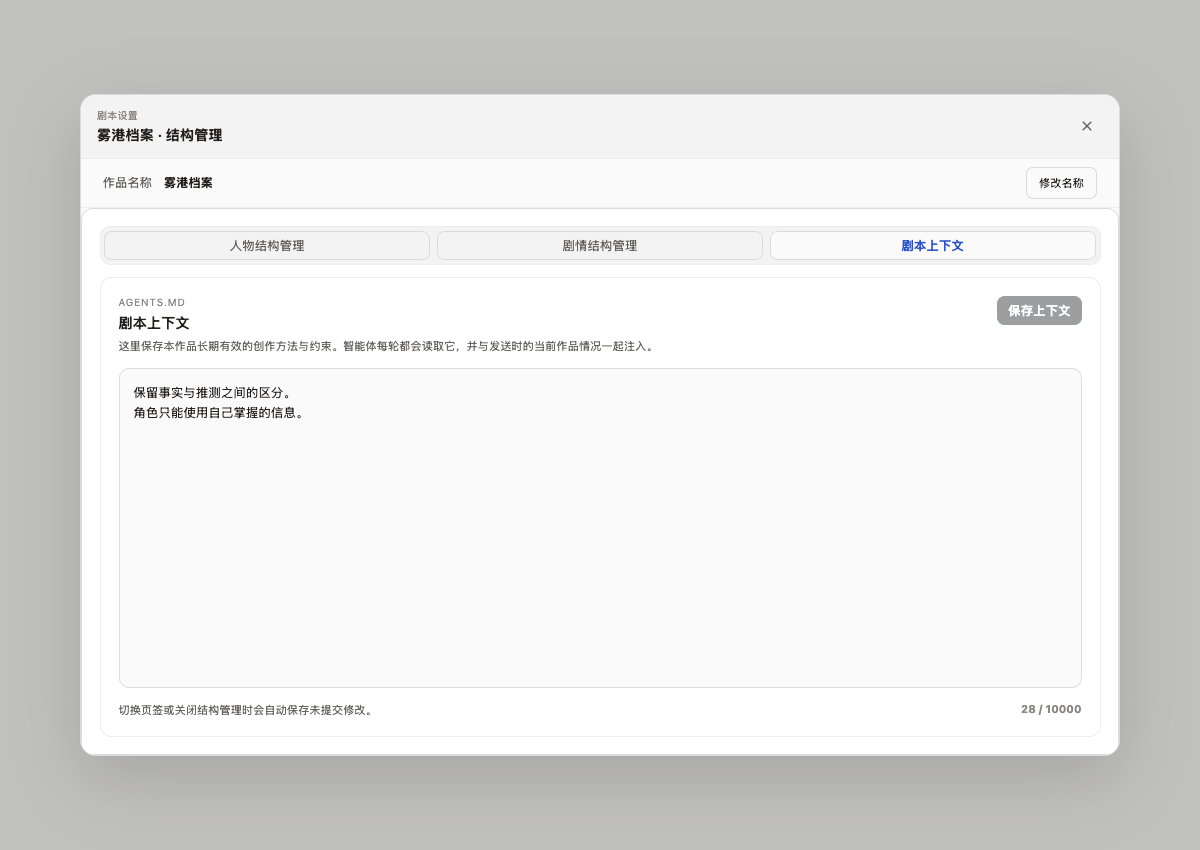 剧本设置
雾港档案 · 结构管理
作品名称 雾港档案
修改名称
人物结构管理
剧情结构管理
剧本上下文
AGENTS.MD
剧本上下文
保存上下文
这里保存本作品长期有效的创作方法与约束。智能体每轮都会读取它，并与发送时的当前作品情况一起注入。
保留事实与推测之间的区分。
角色只能使用自己掌握的信息。
切换页签或关闭结构管理时会自动保存未提交修改。
28 / 10000